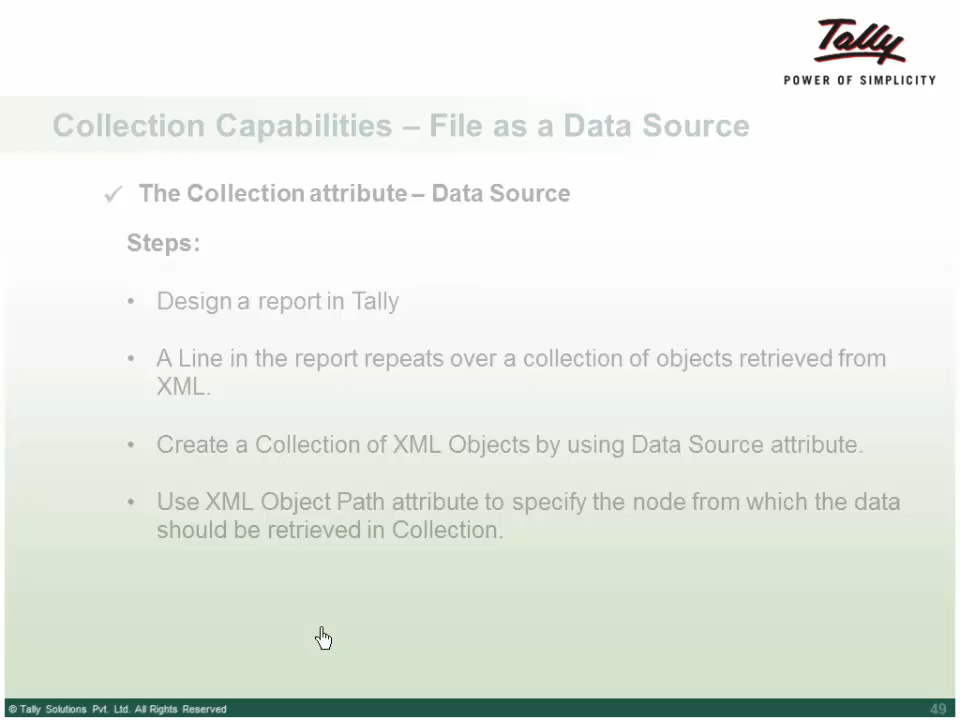 Tally
POWER OF SIMPLICITY
Collection Capabilities – File as a Data Source
✓ The Collection attribute – Data Source
Steps:
• Design a report in Tally
• A Line in the report repeats over a collection of objects retrieved from
XML.
• Create a Collection of XML Objects by using Data Source attribute.
• Use XML Object Path attribute to specify the node from which the data
should be retrieved in Collection.
© Tally Solutions Pvt. Ltd. All Rights Reserved
49